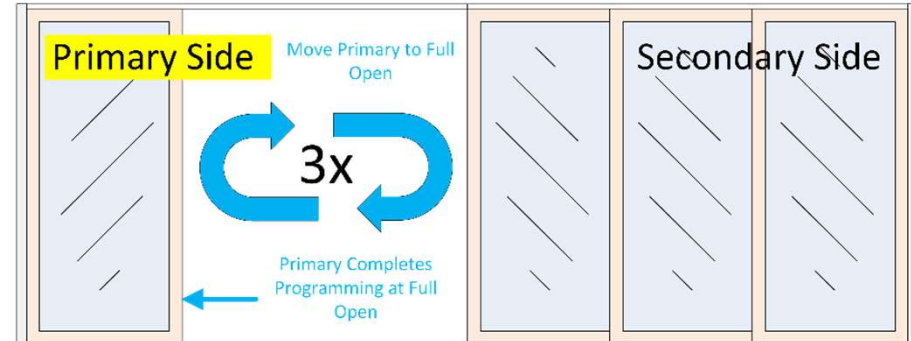 Primary Side
Move Primary to Full
Open
Secondary Side
3x
Primary Completes
Programming at Full
Open